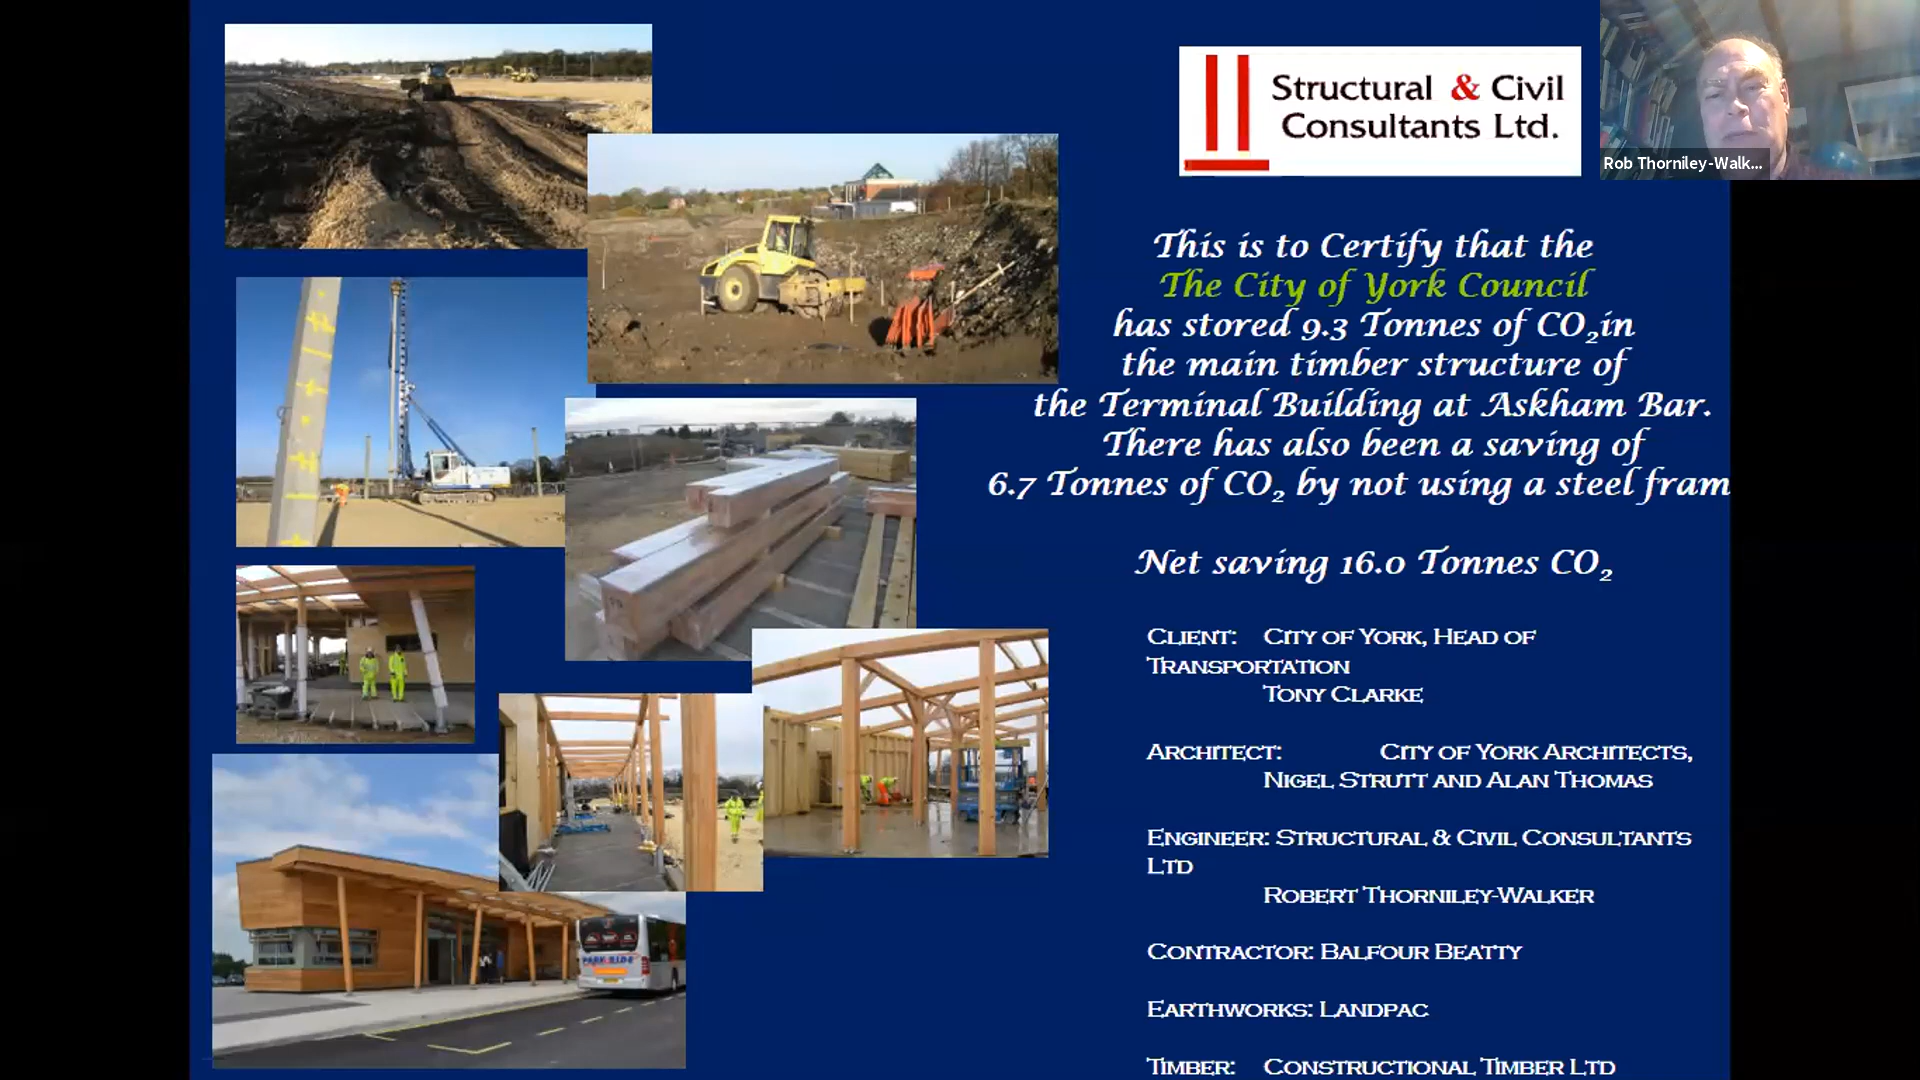 Structural & Civil
Consultants Ltd.
Rob Thorniley-Walk...
This is to Certify that the
The City of York Council
has stored 9.3 Tonnes of CO₂in
the main timber structure of
the Terminal Building at Askham Bar.
There has also been a saving of
6.7 Tonnes of CO₂ by not using a steel fram
Net saving 16.0 Tonnes CO₂
Client: City of York, Head of
Transportation
Tony Clarke
Architect: City of York Architects,
Nigel Strutt and Alan Thomas
Engineer: Structural & Civil Consultants
Ltd
Robert Thorniley-Walker
Contractor: Balfour Beatty
Earthworks: Landpac
Timber: Constructional Timber Ltd
PARK & RIDE